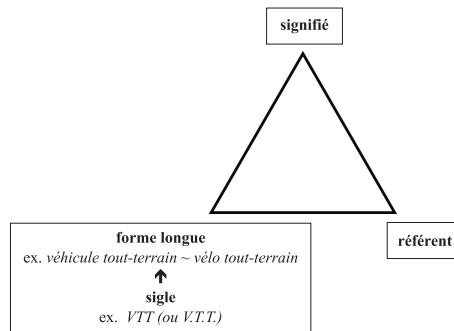 signifié
forme longue
ex. véhicule tout-terrain ~ vélo tout-terrain
sigle
ex. VTT (ou V.T.T.)
référent